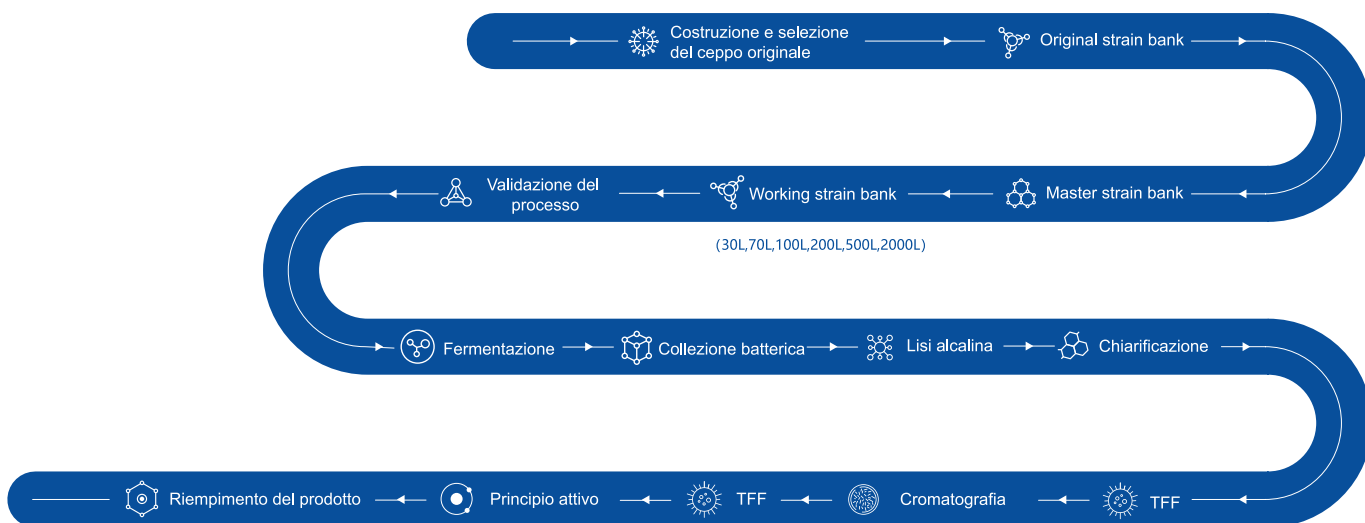 Costruzione e selezione
del ceppo originale
Original strain bank
Master strain bank
Working strain bank
Validazione del
processo
(30L,70L,100L,200L,500L,2000L)
Fermentazione
Collezione batterica
Lisi alcalina
Chiarificazione
TFF
Cromatografia
TFF
Principio attivo
Riempimento del prodotto